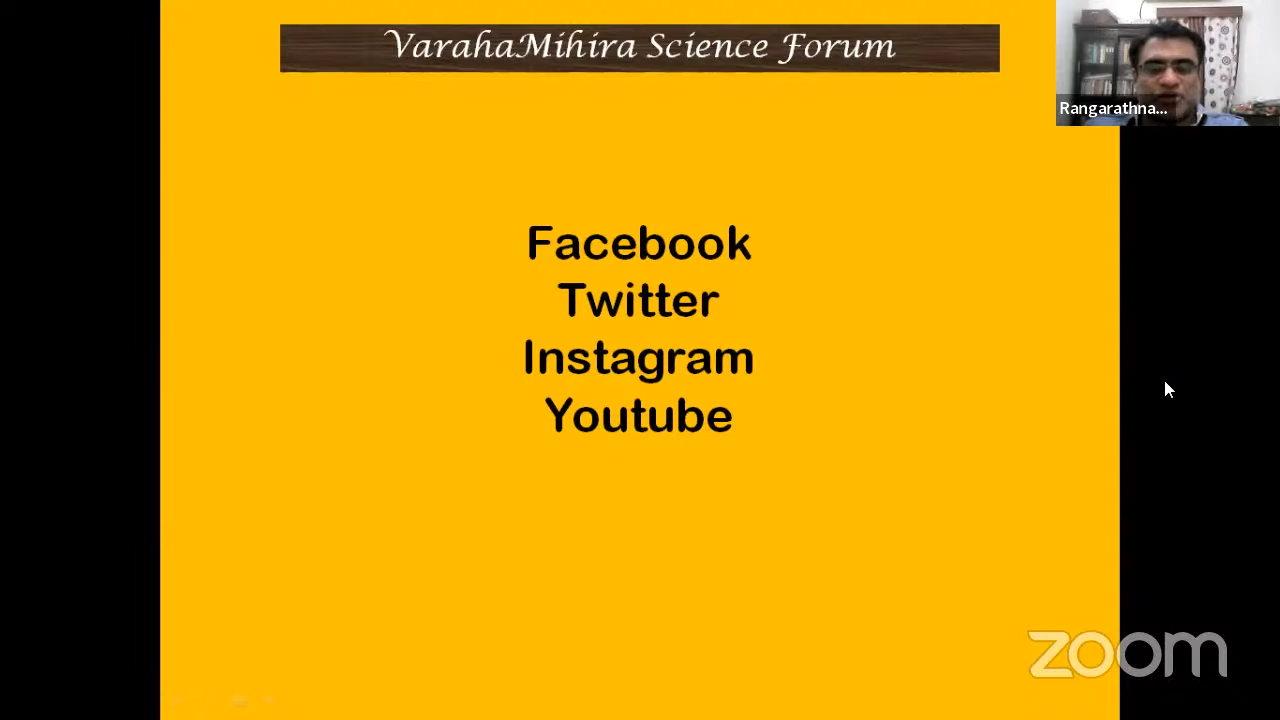 VarahaMihira Science Forum
Rangarathna...
Facebook
Twitter
Instagram
Youtube
zoom